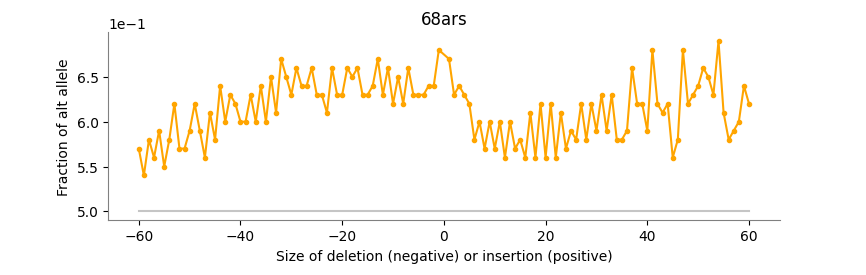 68ars
1e−1
6.5
6.0
5.5
5.0
Fraction of alt allele
−60 −40 −20 0 20 40 60
Size of deletion (negative) or insertion (positive)